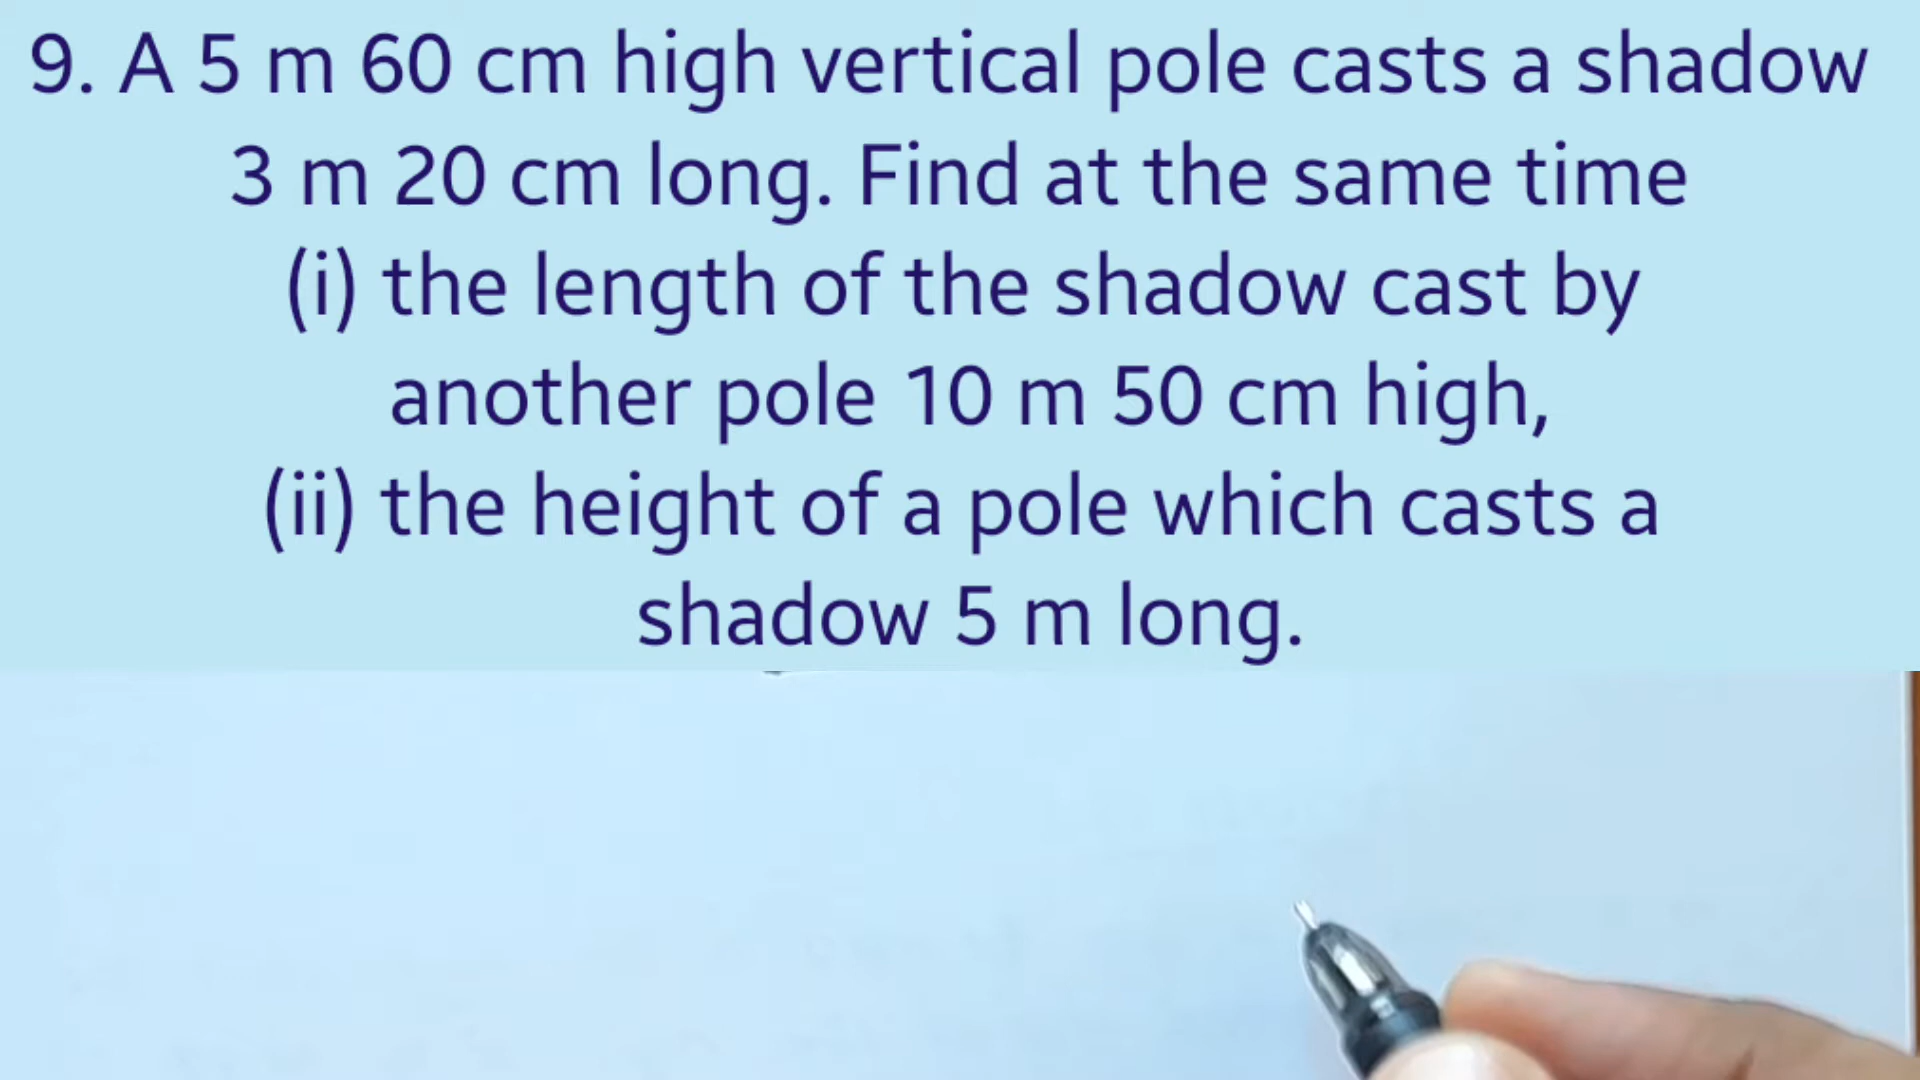 9. A 5 m 60 cm high vertical pole casts a shadow
3 m 20 cm long. Find at the same time
(i) the length of the shadow cast by
another pole 10 m 50 cm high,
(ii) the height of a pole which casts a
shadow 5 m long.